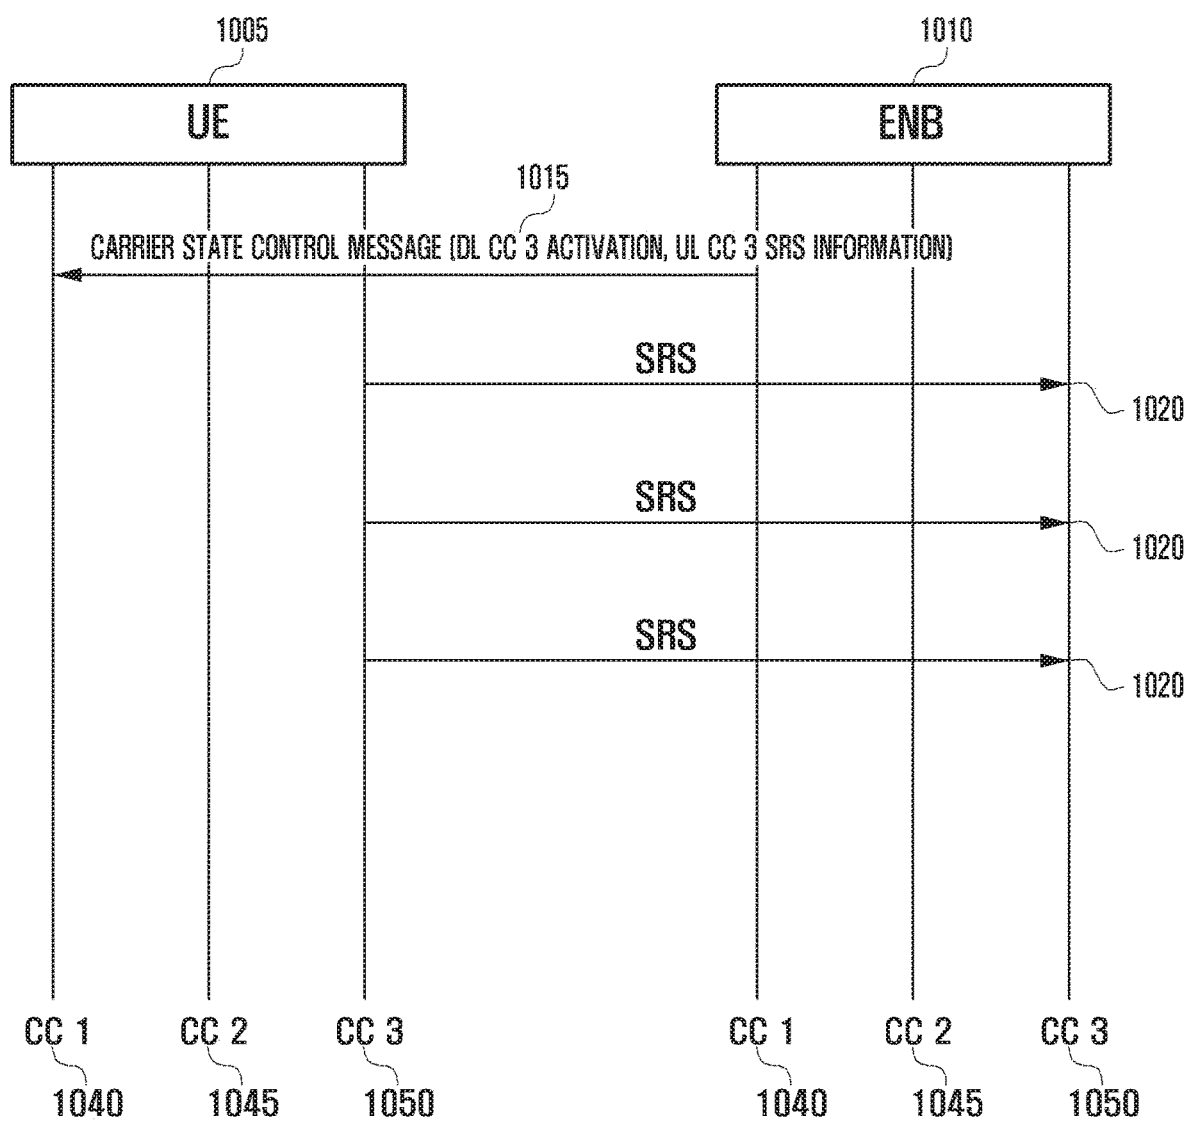 1005
1010
UE
ENB
1015
CARRIER STATE CONTROL MESSAGE (DL CC 3 ACTIVATION, UL CC 3 SRS INFORMATION)
SRS
1020
SRS
1020
SRS
1020
CC 1
CC 2
CC 3
CC 1
CC 2
CC 3
1040
1045
1050
1040
1045
1050